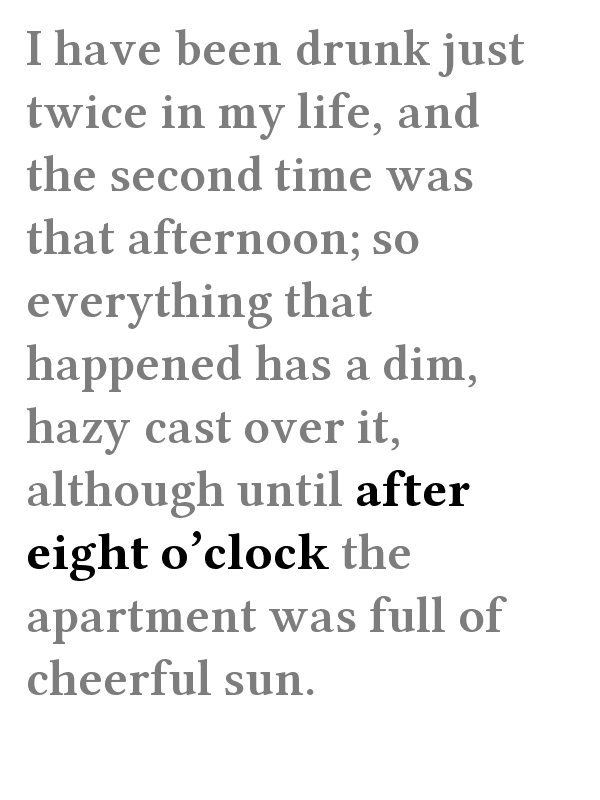 I have been drunk just
twice in my life, and
the second time was
that afternoon; so
everything that
happened has a dim,
hazy cast over it,
although until after
eight o’clock the
apartment was full of
cheerful sun.